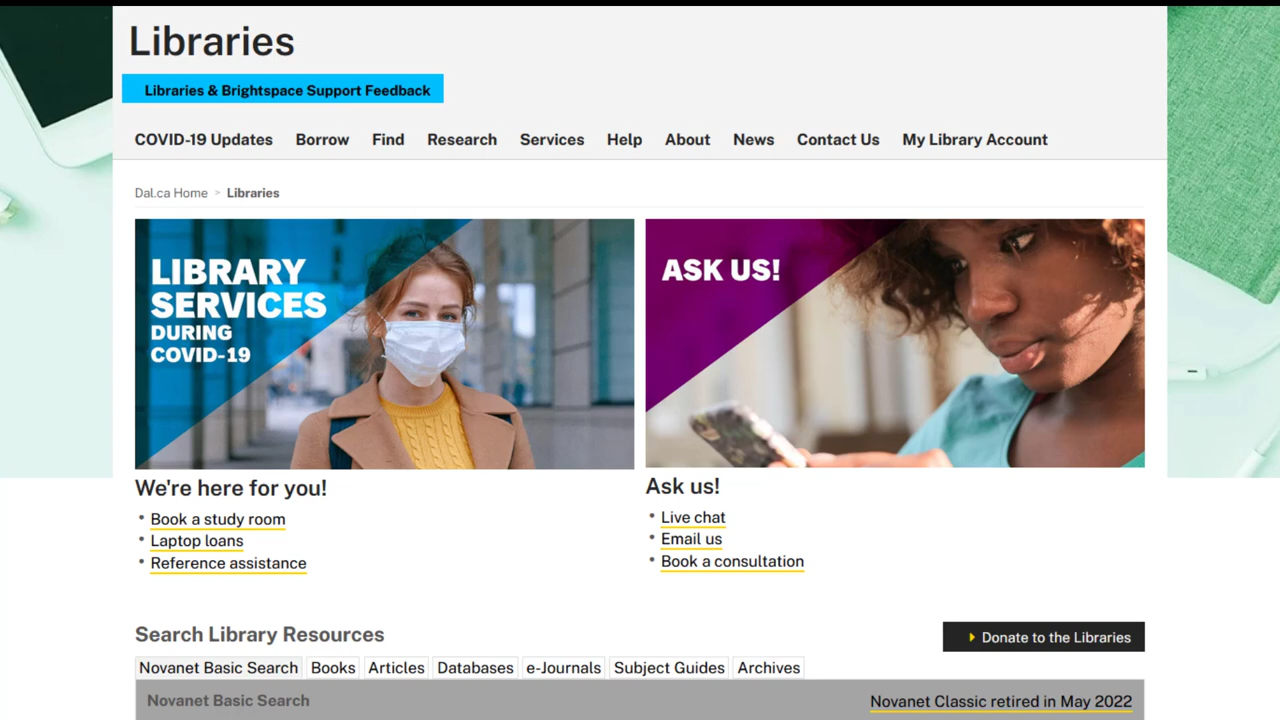 Libraries
Libraries & Brightspace Support Feedback
COVID-19 Updates Borrow Find Research Services Help About News Contact Us My Library Account
Dal.ca Home > Libraries
LIBRARY
SERVICES
DURING
COVID-19
We're here for you!
• Book a study room
• Laptop loans
• Reference assistance
ASK US!
Ask us!
• Live chat
• Email us
• Book a consultation
Search Library Resources
Donate to the Libraries
Novanet Basic Search Books Articles Databases e-Journals Subject Guides Archives
Novanet Basic Search
Novanet Classic retired in May 2022